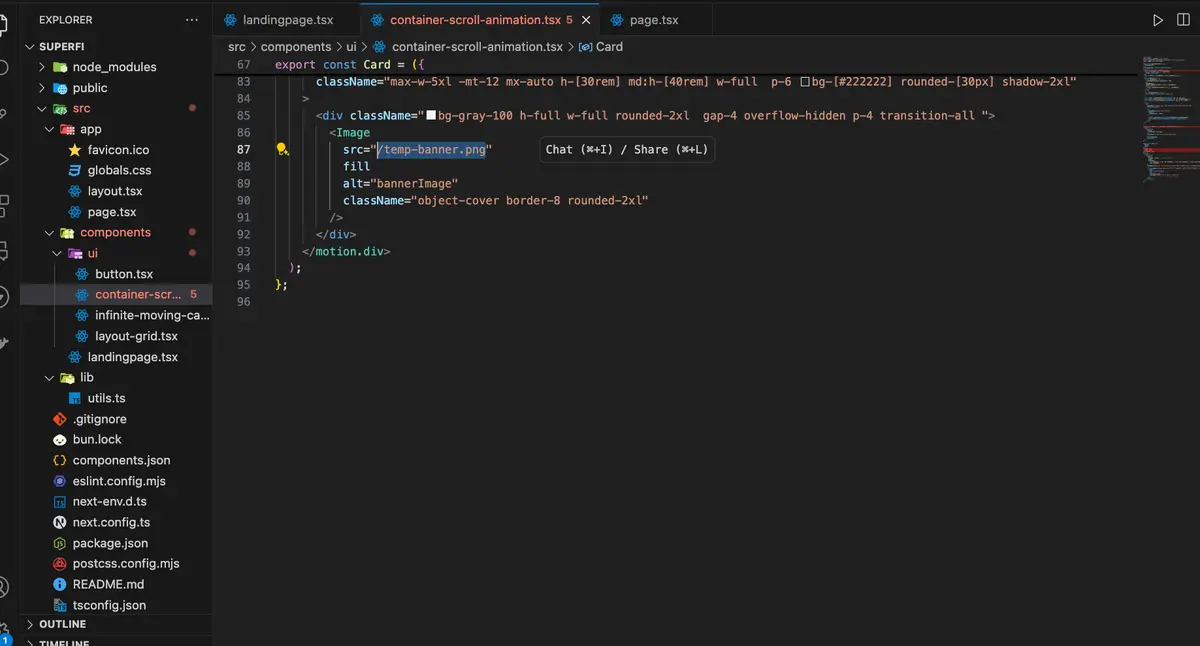 EXPLORER
SUPERFI
node_modules
public
src
app
favicon.ico
globals.css
layout.tsx
page.tsx
components
ui
button.tsx
container-scr... 5
infinite-moving-ca...
layout-grid.tsx
landingpage.tsx
lib
utils.ts
.gitignore
bun.lock
components.json
eslint.config.mjs
next-env.d.ts
next.config.ts
package.json
postcss.config.mjs
README.md
tsconfig.json
OUTLINE
TIMELINE
1
landingpage.tsx
container-scroll-animation.tsx 5
page.tsx
src > components > ui > container-scroll-animation.tsx > Card
67 export const Card = ({
83 className="max-w-5xl -mt-12 mx-auto h-[30rem] md:h-[40rem] w-full  p-6 bg-[#222222] rounded-[30px] shadow-2xl"
84 >
85 <div className="bg-gray-100 h-full w-full rounded-2xl  gap-4 overflow-hidden p-4 transition-all ">
86 <Image
87 src="/temp-banner.png"
Chat (⌘+I) / Share (⌘+L)
88 fill
89 alt="bannerImage"
90 className="object-cover border-8 rounded-2xl"
91 />
92 </div>
93 </motion.div>
94 );
95 };
96